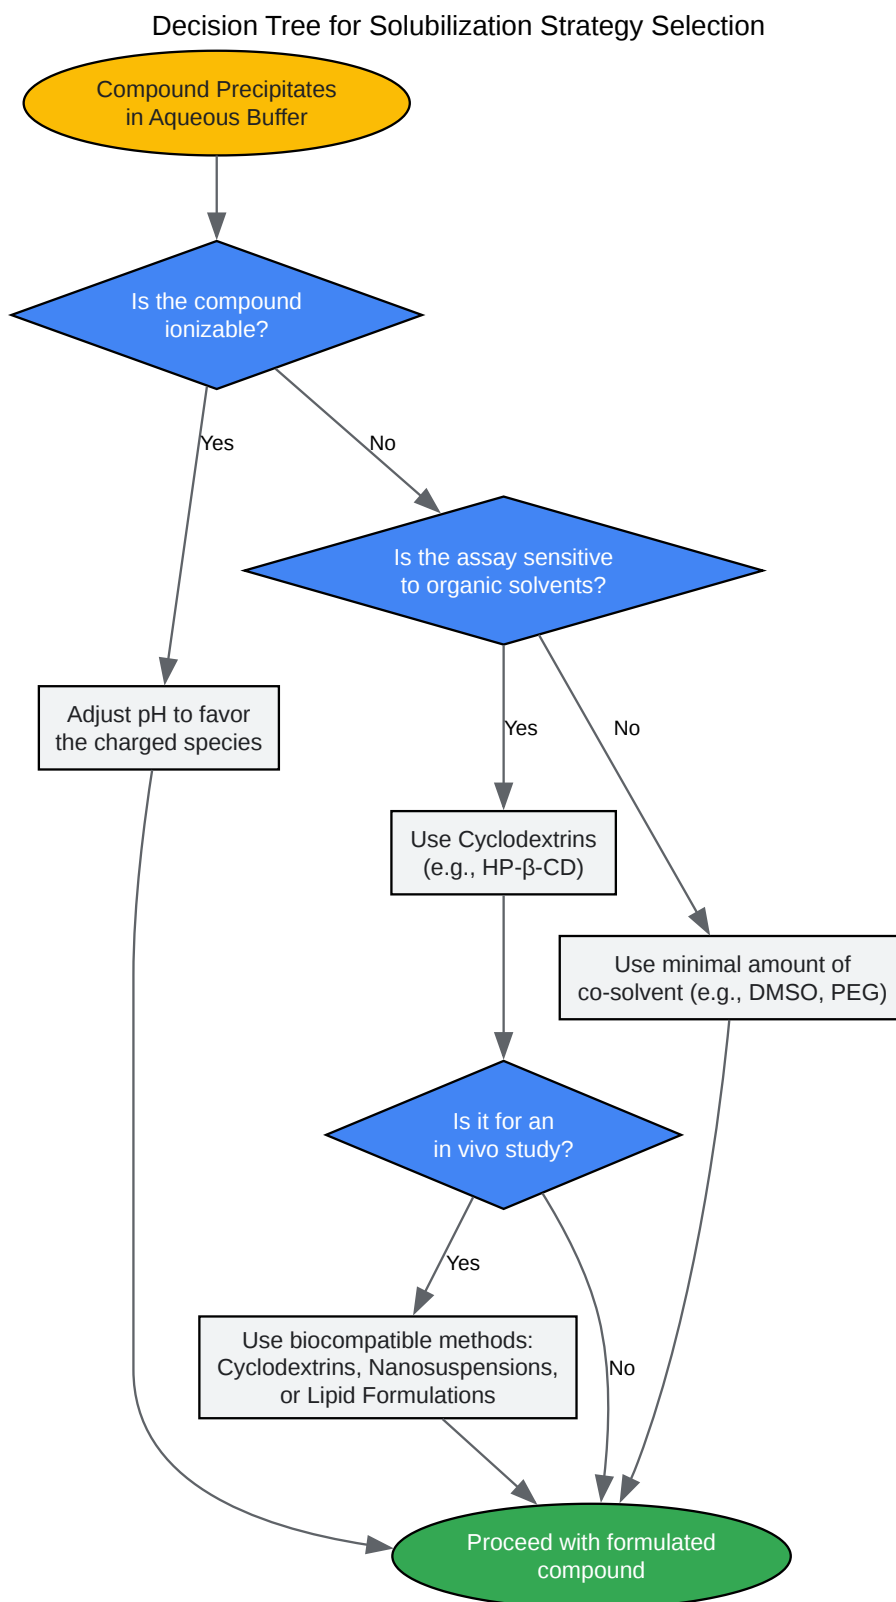 Decision Tree for Solubilization Strategy Selection
Compound Precipitates
in Aqueous Buffer
Is the compound
ionizable?
Yes
No
Is the assay sensitive
to organic solvents?
Adjust pH to favor
the charged species
Yes
No
Use Cyclodextrins
(e.g., HP-β-CD)
Use minimal amount of
co-solvent (e.g., DMSO, PEG)
Is it for an
in vivo study?
Yes
Use biocompatible methods:
Cyclodextrins, Nanosuspensions,
or Lipid Formulations
No
Proceed with formulated
compound